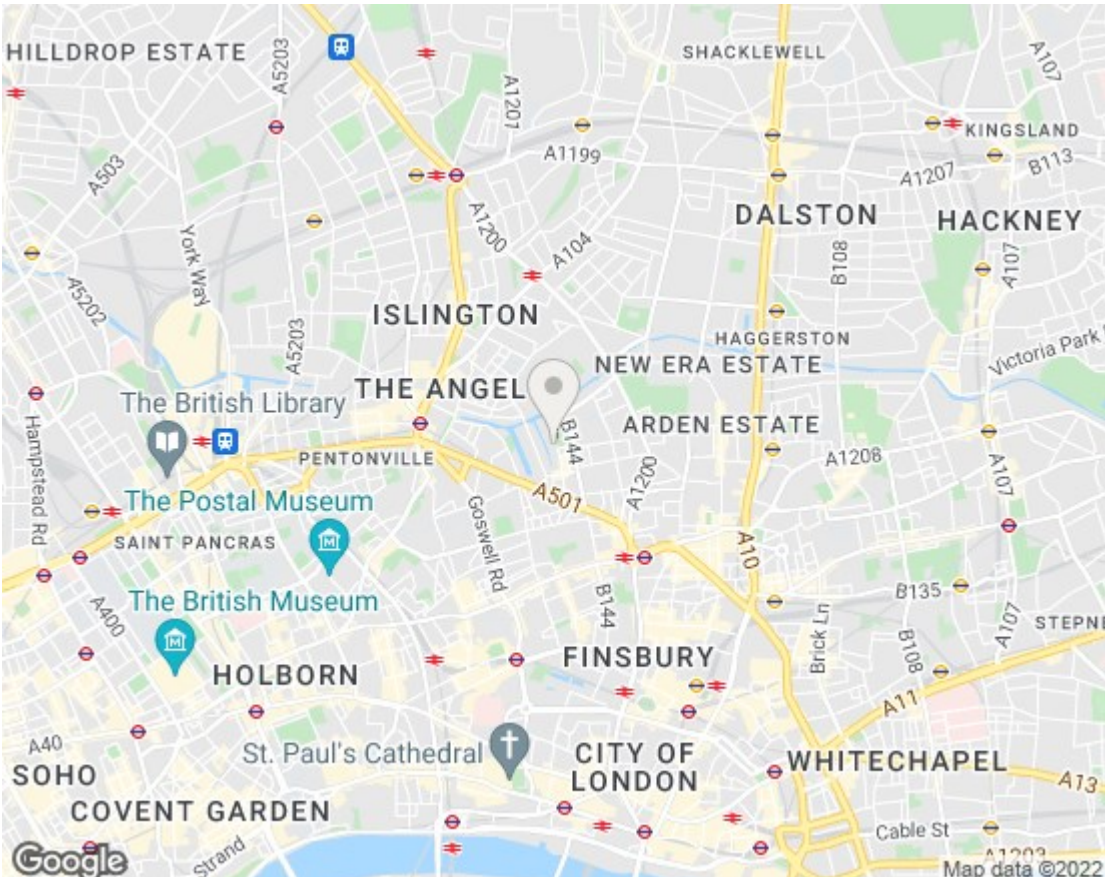 HILLDROP ESTATE
A5203
SHACKLEWELL
A107
A1207
KINGSLAND
A1199
B113
A503
A1207
DALSTON
HACKNEY
A1200
A104
York Way
B108
A107
A5202
ISLINGTON
A5203
HAGGERSTON
NEW ERA ESTATE
Victoria Park
THE ANGEL
The British Library
B144
ARDEN ESTATE
Hampstead Rd
PENTONVILLE
A1208
A1200
A107
The Postal Museum
A501
Goswell Rd
SAINT PANCRAS
A10
The British Museum
B144
B135
A400
Brick Ln
A107
HOLBORN
FINSBURY
B108
A11
A40
St. Paul's Cathedral
CITY OF
LONDON
WHITECHAPEL
SOHO
A13
COVENT GARDEN
Cable St
Strand
A1203
Google
Map data ©2022